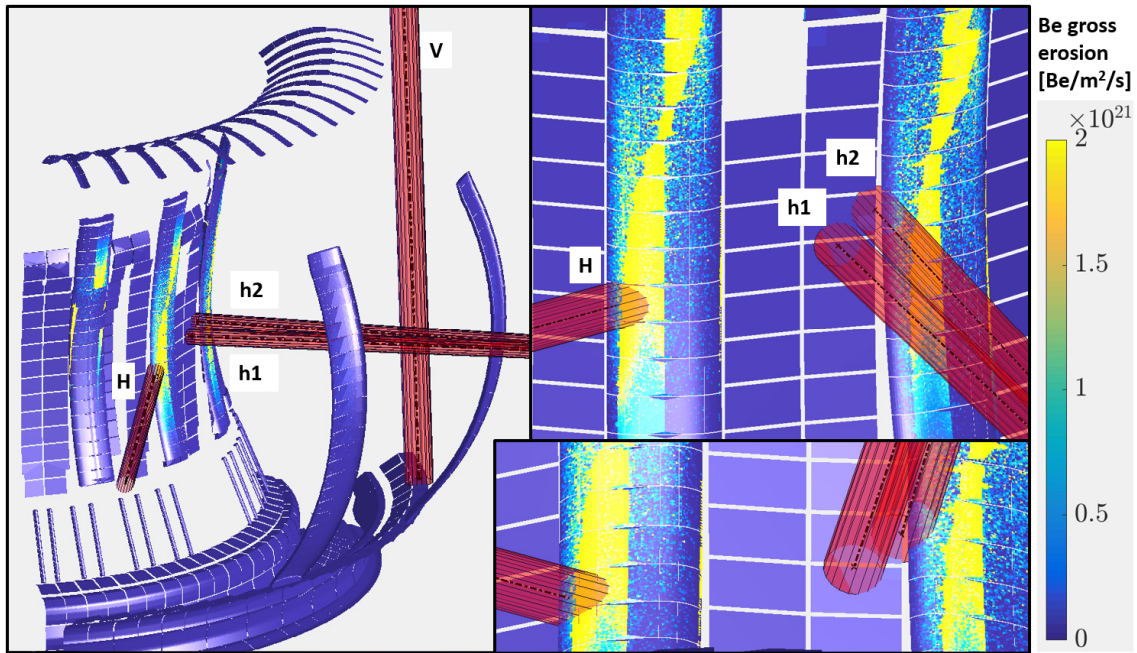 V
h2
h1
H
h2
h1
H
Be gross
erosion
[Be/m²/s]
×10²¹
2
1.5
1
0.5
0